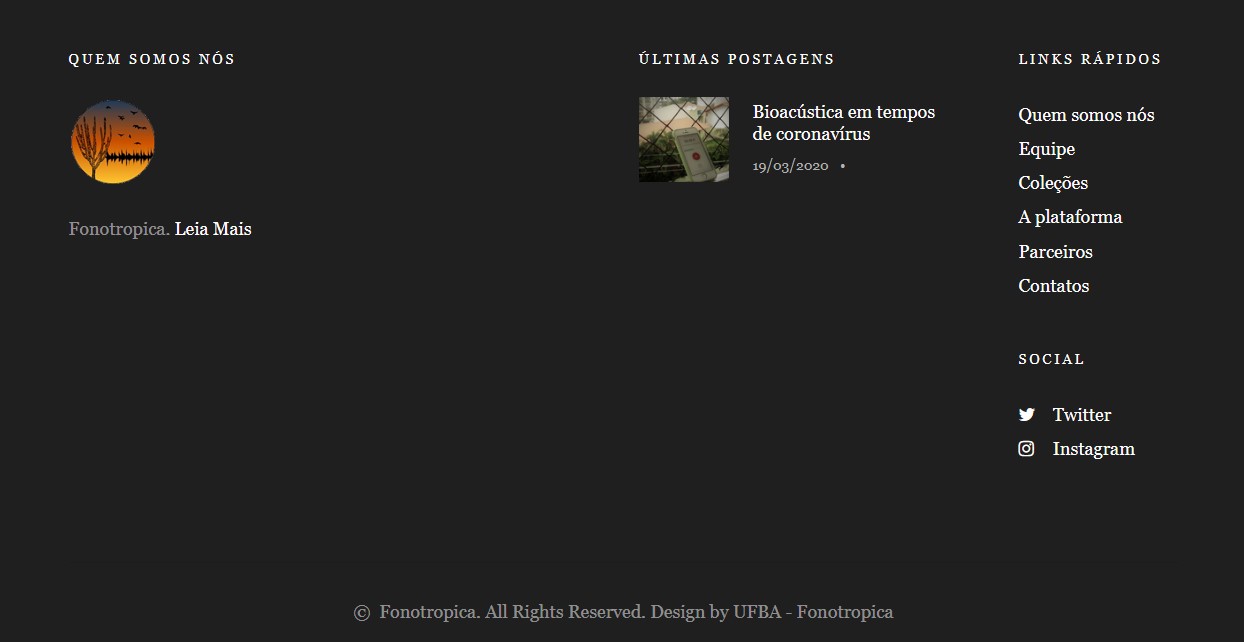 QUEM SOMOS NÓS
Fonotropica. Leia Mais
ÚLTIMAS POSTAGENS
Bioacústica em tempos
de coronavírus
19/03/2020 •
LINKS RÁPIDOS
Quem somos nós
Equipe
Coleções
A plataforma
Parceiros
Contatos
SOCIAL
Twitter
Instagram
© Fonotropica. All Rights Reserved. Design by UFBA - Fonotropica